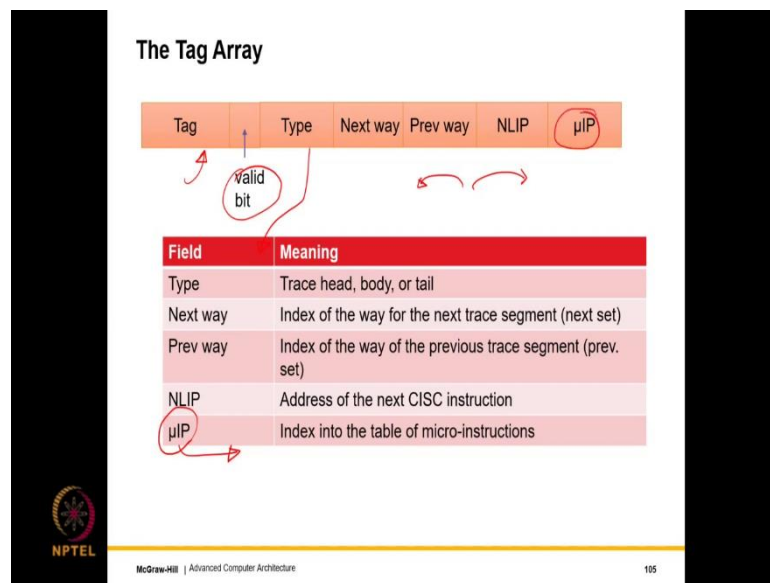 The Tag Array
Tag Type Next way Prev way NLIP µIP
valid
bit
Field Meaning
Type Trace head, body, or tail
Next way Index of the way for the next trace segment (next set)
Prev way Index of the way of the previous trace segment (prev.
set)
NLIP Address of the next CISC instruction
µIP Index into the table of micro-instructions
NPTEL
McGraw-Hill | Advanced Computer Architecture 105